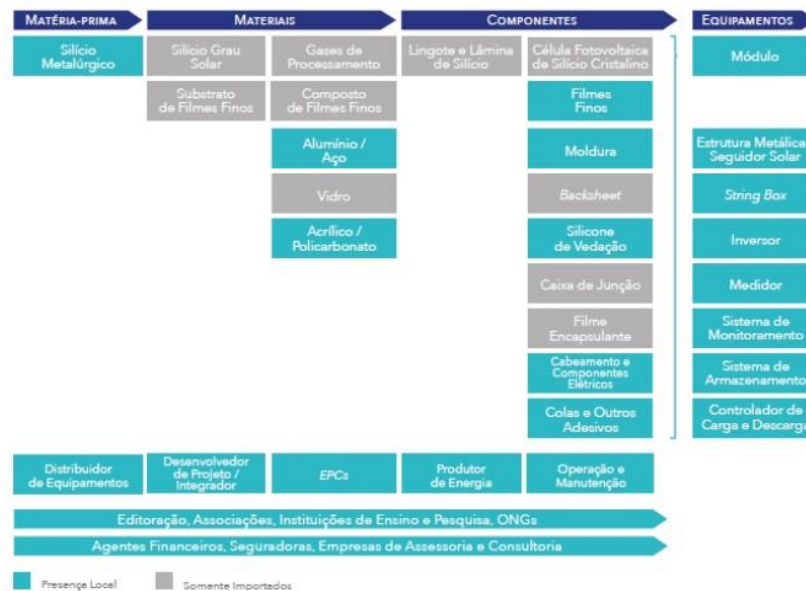 MATÉRIA-PRIMA
MATERIAIS
COMPONENTES
EQUIPAMENTOS
Silício
Metalúrgico
Silício Grau
Solar
Gases de
Processamento
Lingote e Lâmina
de Silício
Célula Fotovoltaica
de Silício Cristalino
Módulo
Substrato
de Filmes Finos
Composto
de Filmes Finos
Filmes
Finos
Alumínio /
Aço
Moldura
Estrutura Metálica
Seguidor Solar
Vidro
Backsheet
String Box
Acrílico /
Policarbonato
Silicone
de Vedação
Inversor
Caixa de Junção
Medidor
Filme
Encapsulante
Sistema de
Monitoramento
Cabeamento e
Componentes
Elétricos
Sistema de
Armazenamento
Colas e Outros
Adesivos
Controlador de
Carga e Descarga
Distribuidor
de Equipamentos
Desenvolvedor
de Projeto /
Integrador
EPCs
Produtor
de Energia
Operação e
Manutenção
Editoração, Associações, Instituições de Ensino e Pesquisa, ONGs
Agentes Financeiros, Seguradoras, Empresas de Assessoria e Consultoria
Presença Local
Somente Importados